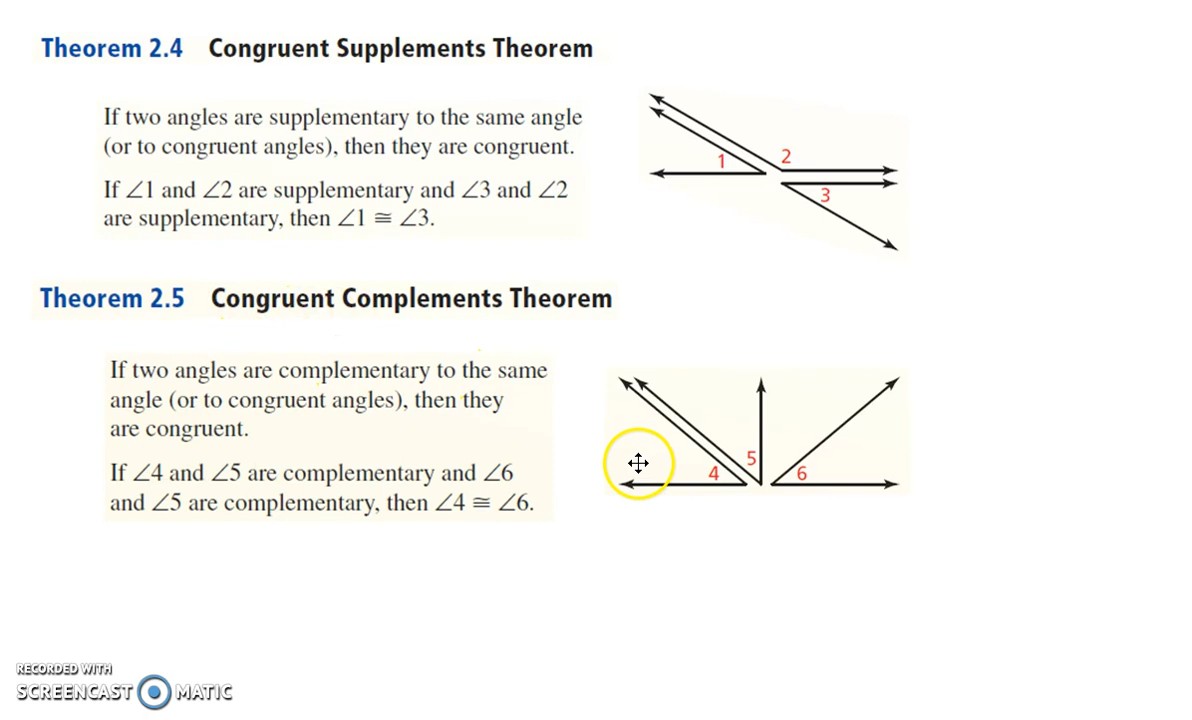 Theorem 2.4 Congruent Supplements Theorem
If two angles are supplementary to the same angle
(or to congruent angles), then they are congruent.
If ∠1 and ∠2 are supplementary and ∠3 and ∠2
are supplementary, then ∠1 ≅ ∠3.
1
2
3
Theorem 2.5 Congruent Complements Theorem
If two angles are complementary to the same
angle (or to congruent angles), then they
are congruent.
If ∠4 and ∠5 are complementary and ∠6
and ∠5 are complementary, then ∠4 ≅ ∠6.
4
5
6
RECORDED WITH
SCREENCAST MATIC